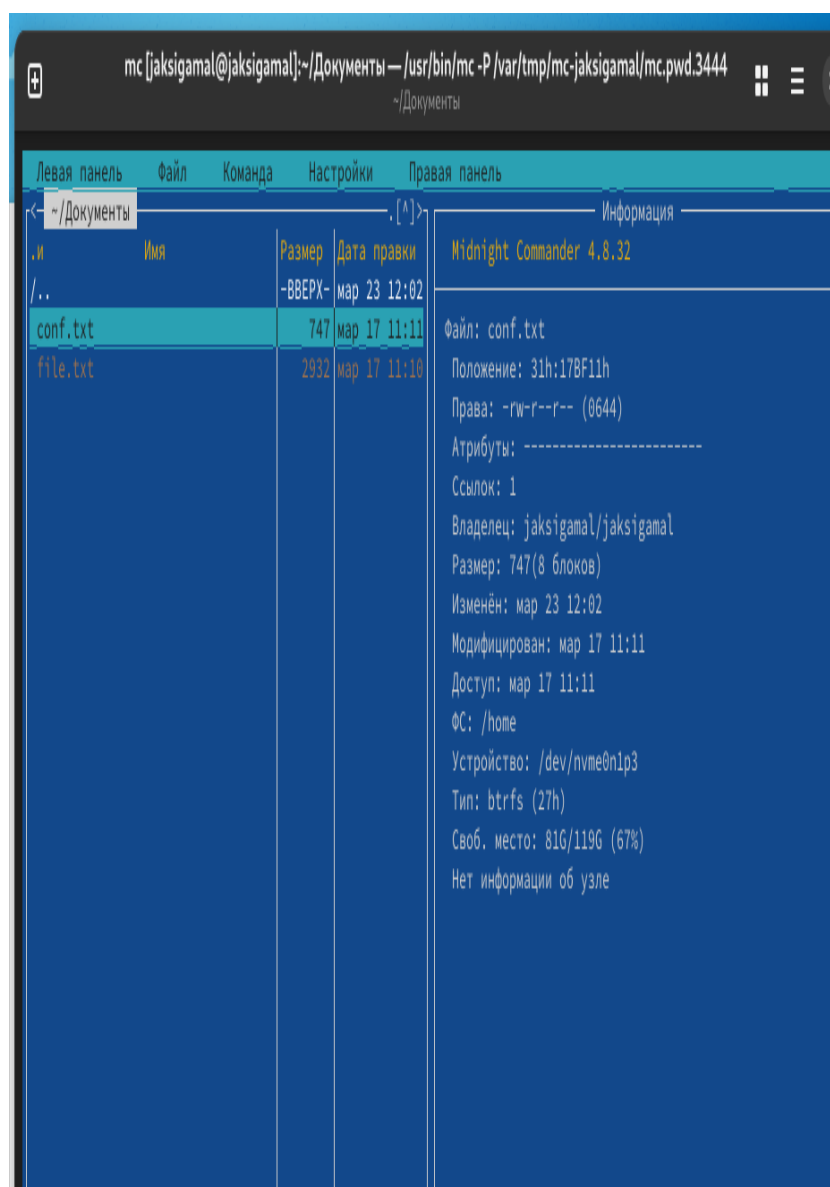 mc [jaksigamal@jaksigamal]:~/Документы — /usr/bin/mc -P /var/tmp/mc-jaksigamal/mc.pwd.3444
~/Документы
Левая панель Файл Команда Настройки Правая панель
<─ ~/Документы ─.[^]>
.и Имя Размер Дата правки
/.. -ВВЕРХ- мар 23 12:02
conf.txt 747 мар 17 11:11
file.txt 2932 мар 17 11:10
Информация
Midnight Commander 4.8.32
Файл: conf.txt
Положение: 31h:17BF11h
Права: -rw-r--r-- (0644)
Атрибуты: -------------------------
Ссылок: 1
Владелец: jaksigamal/jaksigamal
Размер: 747(8 блоков)
Изменён: мар 23 12:02
Модифицирован: мар 17 11:11
Доступ: мар 17 11:11
ФС: /home
Устройство: /dev/nvme0n1p3
Тип: btrfs (27h)
Своб. место: 81G/119G (67%)
Нет информации об узле